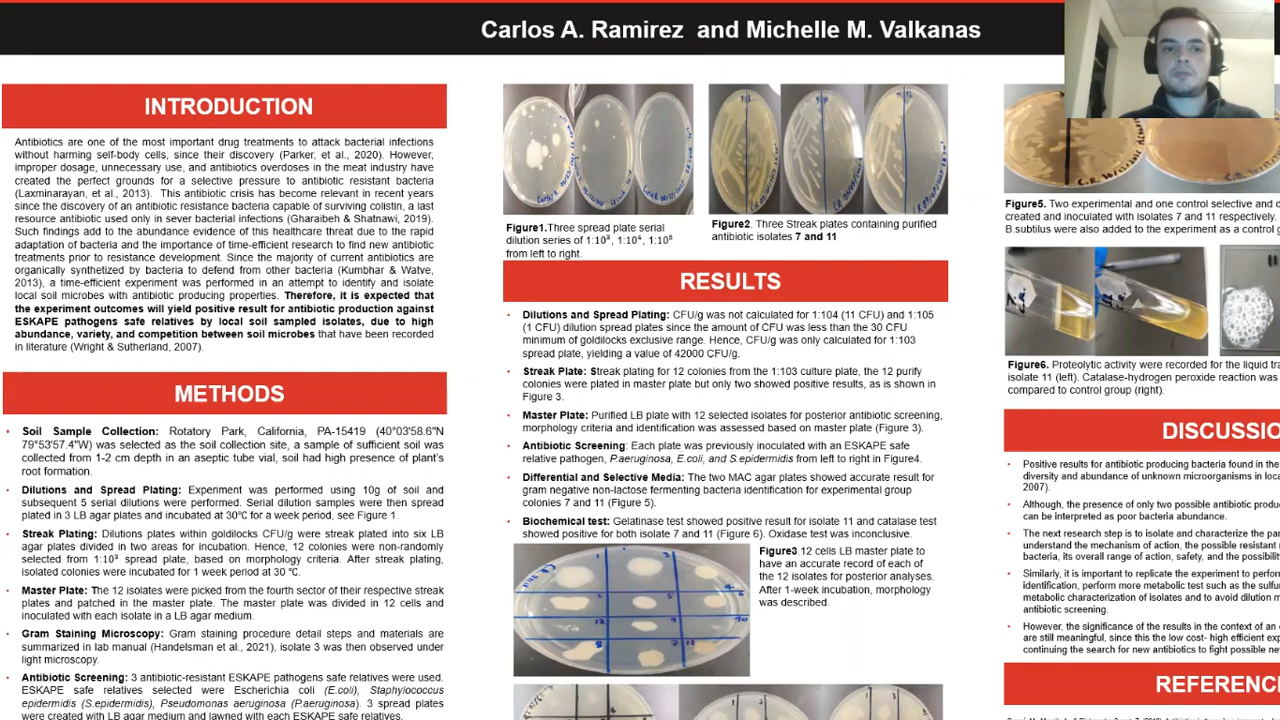 Carlos A. Ramirez  and Michelle M. Valkanas
INTRODUCTION
Antibiotics are one of the most important drug treatments to attack bacterial infections
without harming self-body cells, since their discovery (Parker, et al., 2020). However,
improper dosage, unnecessary use, and antibiotics overdoses in the meat industry have
created the perfect grounds for a selective pressure to antibiotic resistant bacteria
(Laxminarayan, et al., 2013). This antibiotic crisis has become relevant in recent years
since the discovery of an antibiotic resistance bacteria capable of surviving colistin, a last
resource antibiotic used only in sever bacterial infections (Gharaibeh & Shatnawi, 2019).
Such finding led to the abundance evidence of this healthcare threat due to the rapid
adaptation of bacteria and the importance of time-efficient research to find new antibiotic
treatments prior to resistance development. Since the majority of current antibiotics are
organically synthetized by bacteria to defend from other bacteria (Kumbhar & Watve,
2013), a time-efficient experiment was performed in an attempt to identify and isolate
local soil microbes with antibiotic producing properties. Therefore, it is expected that
the experiment outcomes will yield positive result for antibiotic production against
ESKAPE pathogens safe relatives by local soil sampled isolates, due to high
abundance, variety, and competition between soil microbes that have been recorded
in literature (Wright & Sutherland, 2007).
METHODS
• Soil Sample Collection: Rotatory Park, California, PA-15419 (40°03'58.6"N
79°53'57.4"W) was selected as the soil collection site, a sample of sufficient soil was
collected from 1-2 cm depth in an aseptic tube vial, soil had high presence of plant's
root formation.
• Dilutions and Spread Plating: Experiment was performed using 10g of soil and
subsequent 5 serial dilutions were performed. Serial dilution samples were then spread
plated in 3 LB agar plates and incubated at 30℃ for a week period, see Figure 1.
• Streak Plating: Dilutions plates within goldilocks CFU/g were streak plated into six LB
agar plates divided in two areas for incubation. Hence, 12 colonies were non-randomly
selected from 1:10³ spread plate, based on morphology criteria. After streak plating,
isolated colonies were incubated for 1 week period at 30 ℃.
• Master Plate: The 12 isolates were picked from the fourth sector of their respective streak
plates and patched in the master plate. The master plate was divided in 12 cells and
inoculated with each isolate in a LB agar medium.
• Gram Staining Microscopy: Gram staining procedure detail steps and materials are
summarized in lab manual (Handelsman et al., 2021), isolate 3 was then observed under
light microscopy.
• Antibiotic Screening: 3 antibiotic-resistant ESKAPE pathogens safe relatives were used.
ESKAPE safe relatives selected were Escherichia coli (E.coli), Staphylococcus
epidermidis (S.epidermidis), Pseudomonas aeruginosa (P.aeruginosa). 3 spread plates
were created with LB agar medium and lawned with each ESKAPE safe relatives.
Figure1.Three spread plate serial
dilution series of 1:10³, 1:10⁴, 1:10⁵
from left to right.
Figure2. Three Streak plates containing purified
antibiotic isolates 7 and 11
RESULTS
• Dilutions and Spread Plating: CFU/g was not calculated for 1:104 (11 CFU) and 1:105
(1 CFU) dilution spread plates since the amount of CFU was less than the 30 CFU
minimum of goldilocks exclusive range. Hence, CFU/g was only calculated for 1:103
spread plate, yielding a value of 42000 CFU/g.
• Streak Plate: Streak plating for 12 colonies from the 1:103 culture plate, the 12 purify
colonies were plated in master plate but only two showed positive results, as is shown in
Figure 3.
• Master Plate: Purified LB plate with 12 selected isolates for posterior antibiotic screening,
morphology criteria and identification was assessed based on master plate (Figure 3).
• Antibiotic Screening: Each plate was previously inoculated with an ESKAPE safe
relative pathogen, P.aeruginosa, E.coli, and S.epidermidis from left to right in Figure4.
• Differential and Selective Media: The two MAC agar plates showed accurate result for
gram negative non-lactose fermenting bacteria identification for experimental group
colonies 7 and 11 (Figure 5).
• Biochemical test: Gelatinase test showed positive result for isolate 11 and catalase test
showed positive for both isolate 7 and 11 (Figure 6). Oxidase test was inconclusive.
Figure3.12 cells LB master plate to
have an accurate record of each of
the 12 isolates for posterior analyses.
After 1-week incubation, morphology
was described.
Figure5. Two experimental and one control selective and
created and inoculated with isolates 7 and 11 respectively.
B.subtilus were also added to the experiment as a control
Figure6. Proteolytic activity were recorded for the liquid
isolate 11 (left). Catalase-hydrogen peroxide reaction was
compared to control group (right).
DISCUSSIO
• Positive results for antibiotic producing bacteria found in the
diversity and abundance of unknown microorganisms in
2007).
• Although, the presence of only two possible antibiotic
can be interpreted as poor bacteria abundance.
• The next research step is to isolate and characterize the
understand the mechanism of action, the possible resistant
bacteria, its overall range of action, safety, and the
• Similarly, it is important to replicate the experiment to
identification, perform more metabolic test such as the
metabolic characterization of isolates and to avoid dilution
antibiotic screening.
• However, the significance of the results in the context of an
are still meaningful, since this the low cost- high efficient
continuing the search for new antibiotics to fight possible
REFERENC